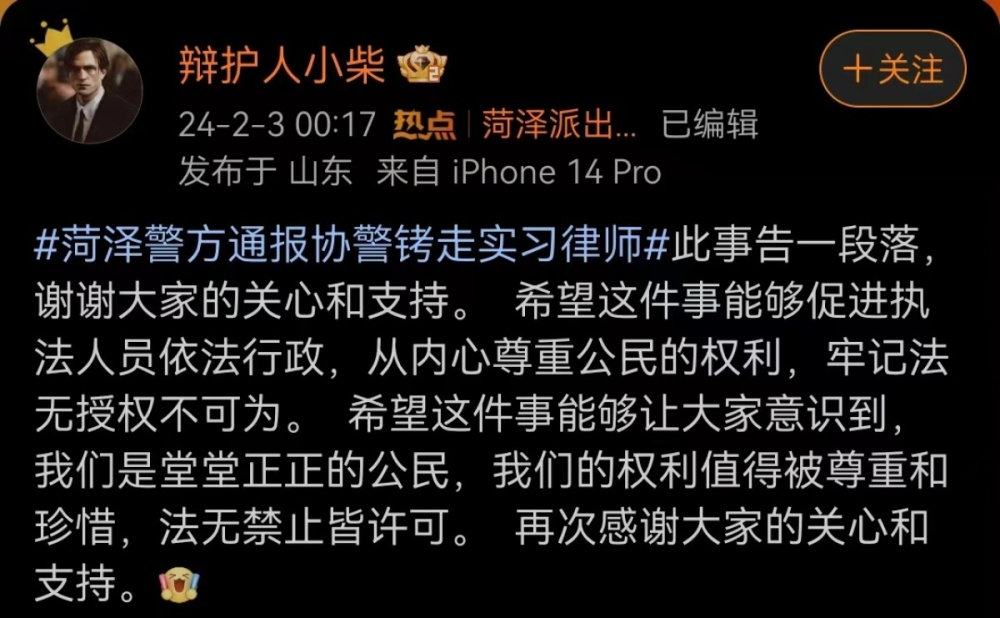 辩护人小柴
2
＋关注
24-2-3 00:17 热点 | 菏泽派出... 已编辑
发布于 山东 来自 iPhone 14 Pro
#菏泽警方通报协警铐走实习律师#此事告一段落，
谢谢大家的关心和支持。 希望这件事能够促进执
法人员依法行政，从内心尊重公民的权利，牢记法
无授权不可为。 希望这件事能够让大家意识到，
我们是堂堂正正的公民，我们的权利值得被尊重和
珍惜，法无禁止皆许可。 再次感谢大家的关心和
支持。